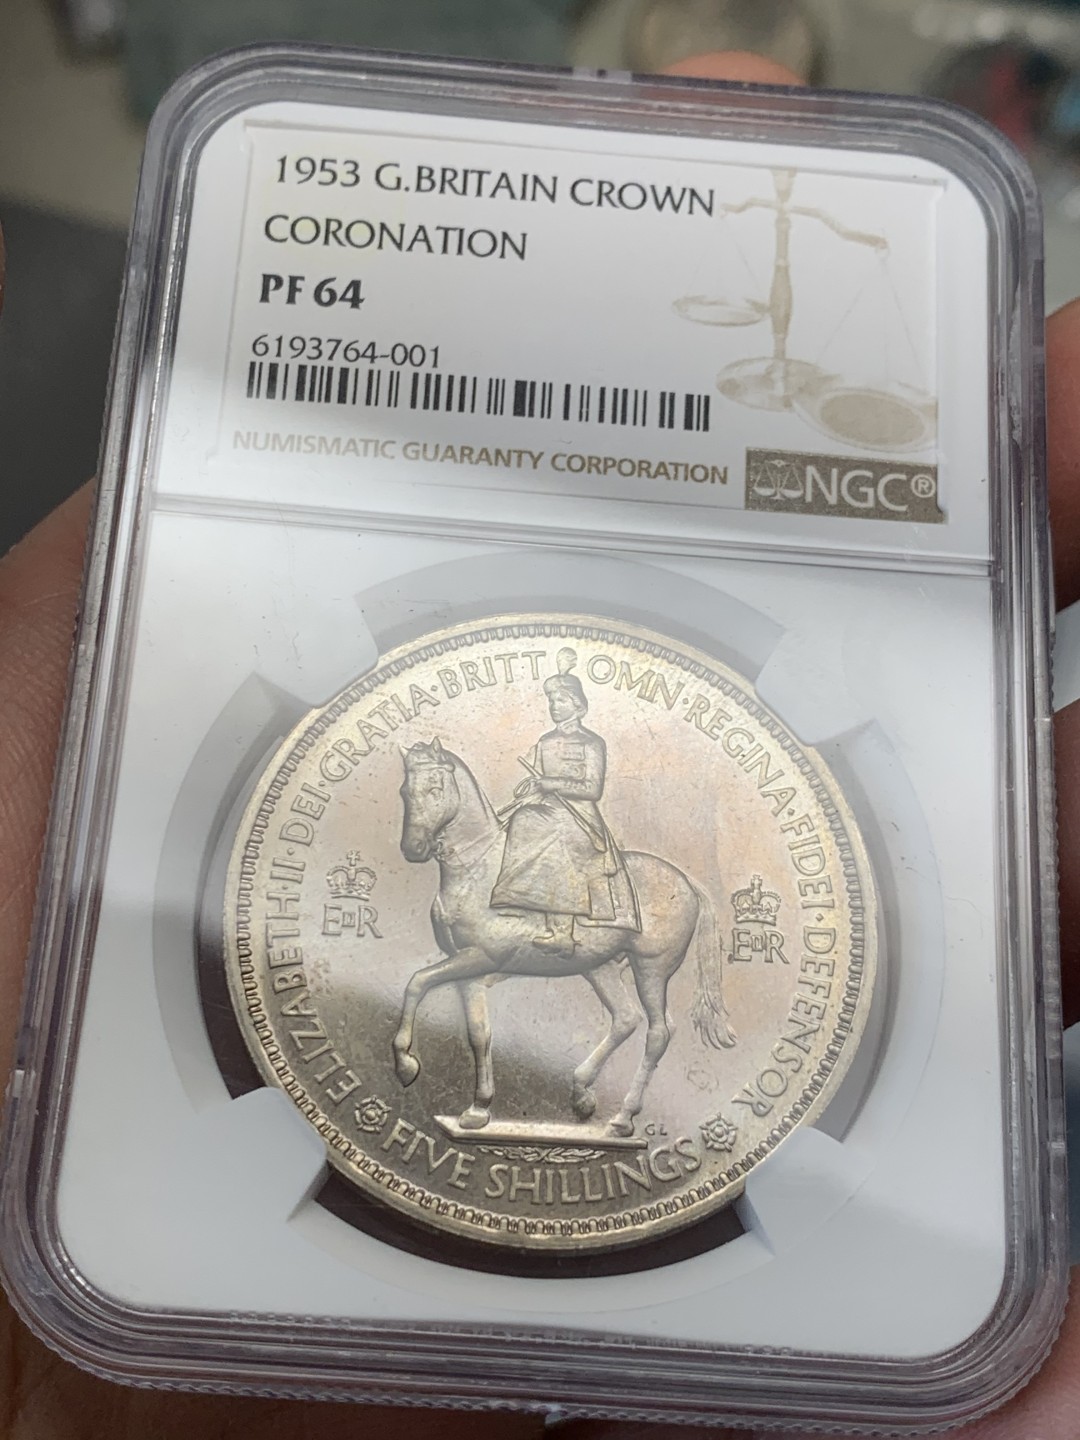 1953 G.BRITAIN CROWN
CORONATION
PF 64
6193764-001
NUMISMATIC GUARANTY CORPORATION
NGC®
ELIZABETH·II·DEI·GRATIA·BRITT OMN·REGINA·FIDEI·DEFENSOR
EIIR
EIIR
GL
FIVE SHILLINGS